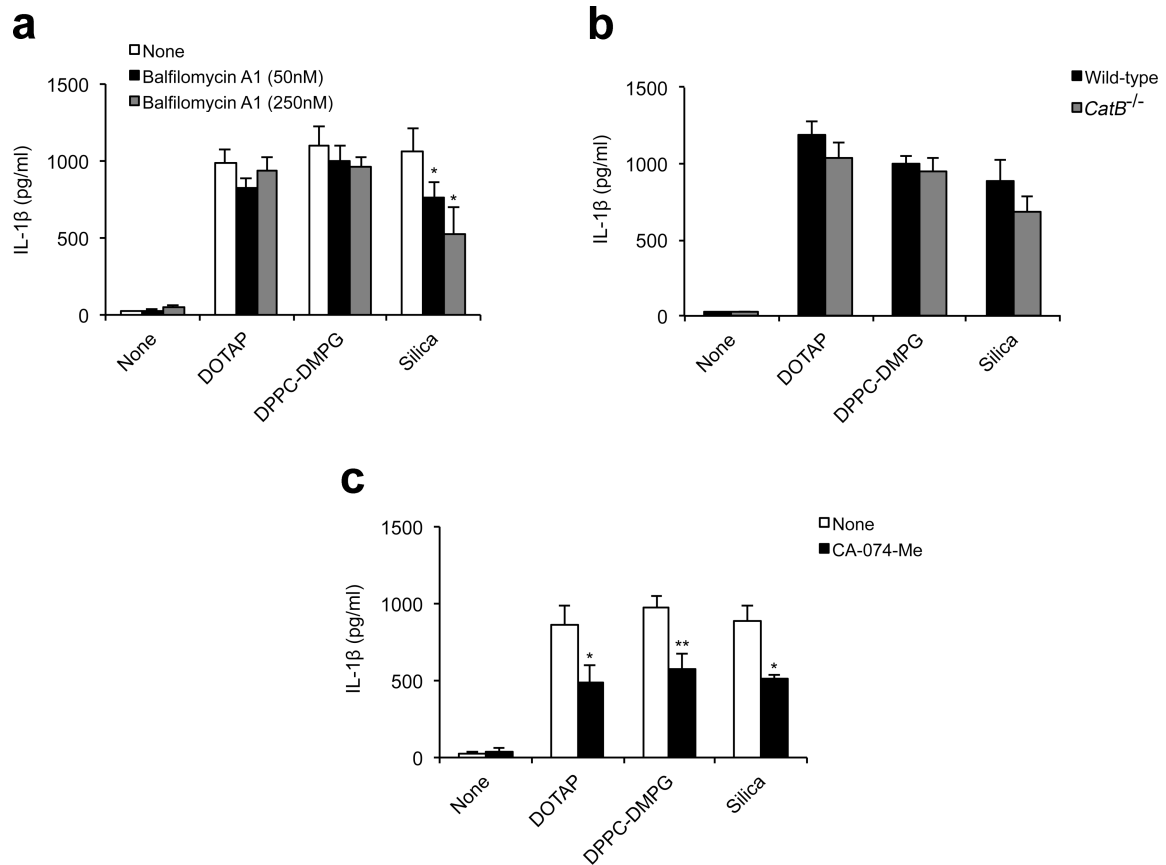 a
None
Balfilomycin A1 (50nM)
Balfilomycin A1 (250nM)
IL-1β (pg/ml)
1500
1000
500
0
* *
None DOTAP DPPC-DMPG Silica
b
Wild-type
CatB-/-
IL-1β (pg/ml)
1500
1000
500
0
None DOTAP DPPC-DMPG Silica
c
None
CA-074-Me
IL-1β (pg/ml)
1500
1000
500
0
* ** *
None DOTAP DPPC-DMPG Silica